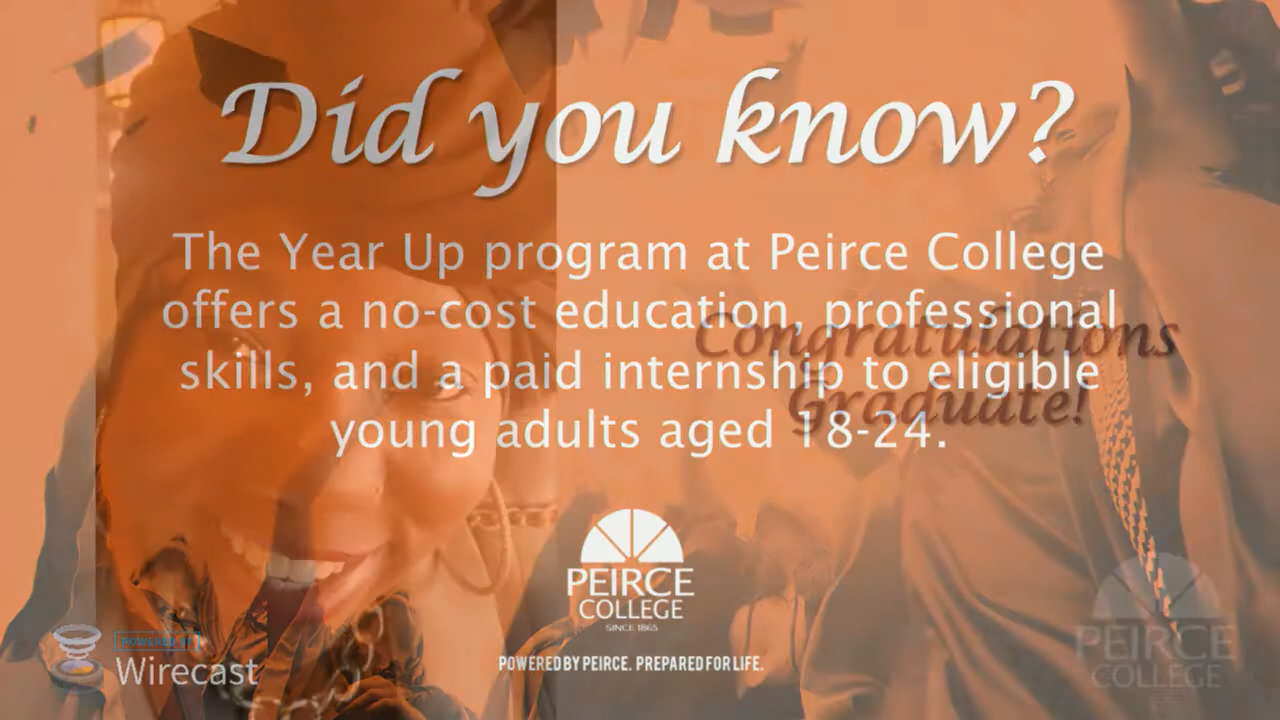 Did you know?
The Year Up program at Peirce College
offers a no-cost education, professional
skills, and a paid internship to eligible
young adults aged 18-24.
Congratulations
Graduate!
PEIRCE
COLLEGE
SINCE 1865
POWERED BY PEIRCE. PREPARED FOR LIFE.
POWERED BY
Wirecast
PEIRCE
COLLEGE